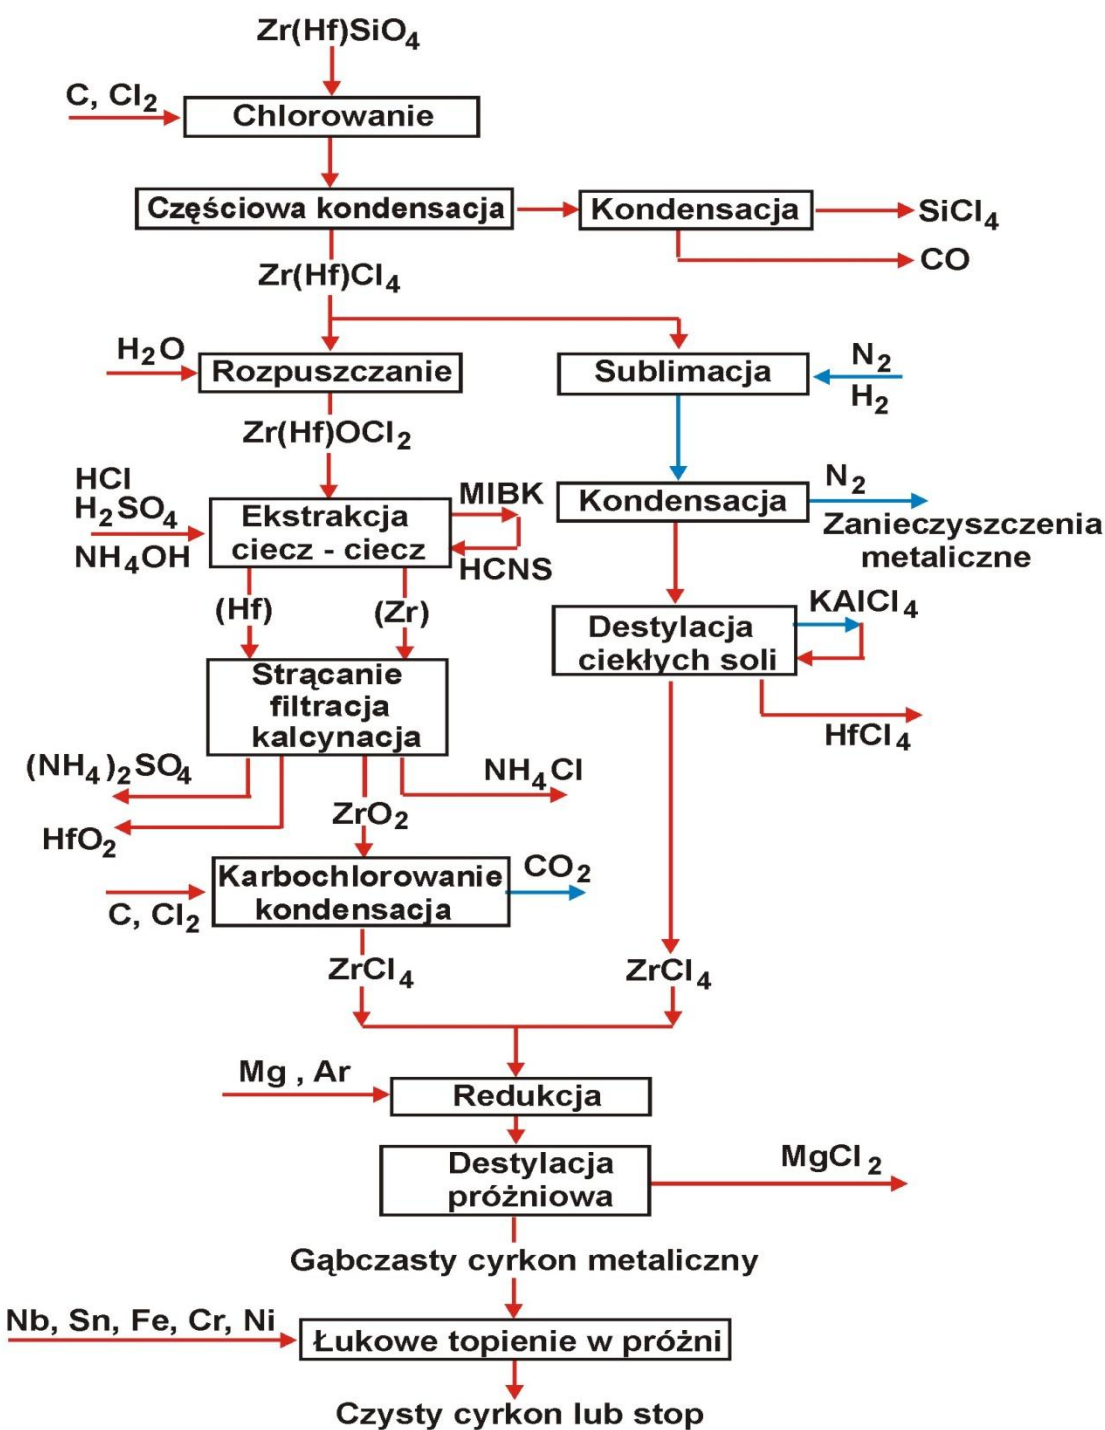 Zr(Hf)SiO4
C, Cl2
Chlorowanie
Częściowa kondensacja
Kondensacja
SiCl4
CO
Zr(Hf)Cl4
H2O
Rozpuszczanie
Sublimacja
N2
H2
Zr(Hf)OCl2
HCl
H2SO4
NH4OH
Ekstrakcja
ciecz - ciecz
MIBK
HCNS
Kondensacja
N2
Zanieczyszczenia
metaliczne
(Hf)
(Zr)
Destylacja
ciekłych soli
KAlCl4
HfCl4
Strącanie
filtracja
kalcynacja
(NH4)2SO4
HfO2
ZrO2
NH4Cl
Karbochlorowanie
kondensacja
C, Cl2
CO2
ZrCl4
ZrCl4
Mg , Ar
Redukcja
Destylacja
próżniowa
MgCl2
Gąbczasty cyrkon metaliczny
Nb, Sn, Fe, Cr, Ni
Łukowe topienie w próżni
Czysty cyrkon lub stop